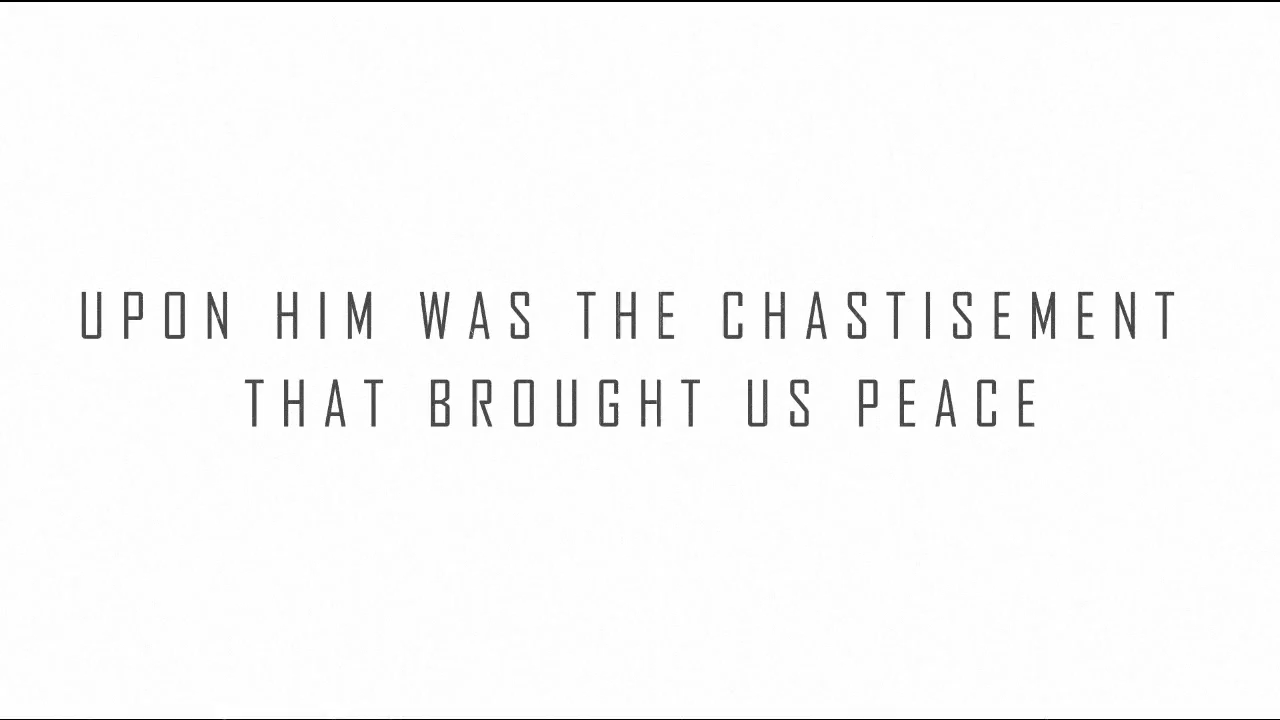 UPON HIM WAS THE CHASTISEMENT
THAT BROUGHT US PEACE